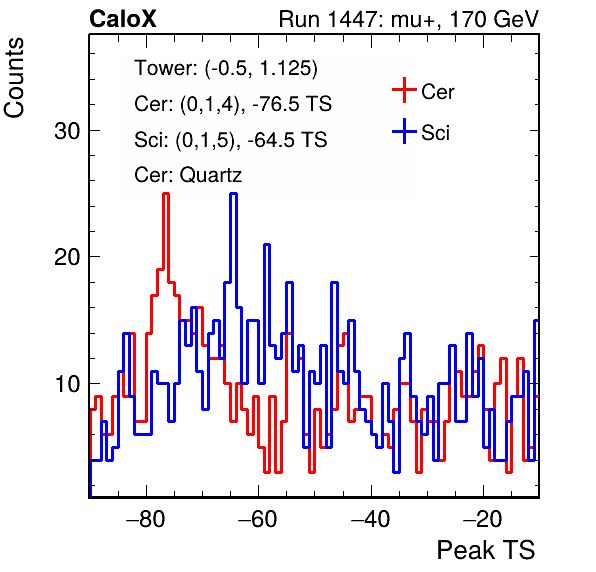 CaloX Run 1447: mu+, 170 GeV
Counts
Tower: (-0.5, 1.125)
Cer: (0,1,4), -76.5 TS
Sci: (0,1,5), -64.5 TS
Cer: Quartz
Cer
Sci
30
20
10
−80 −60 −40 −20
Peak TS